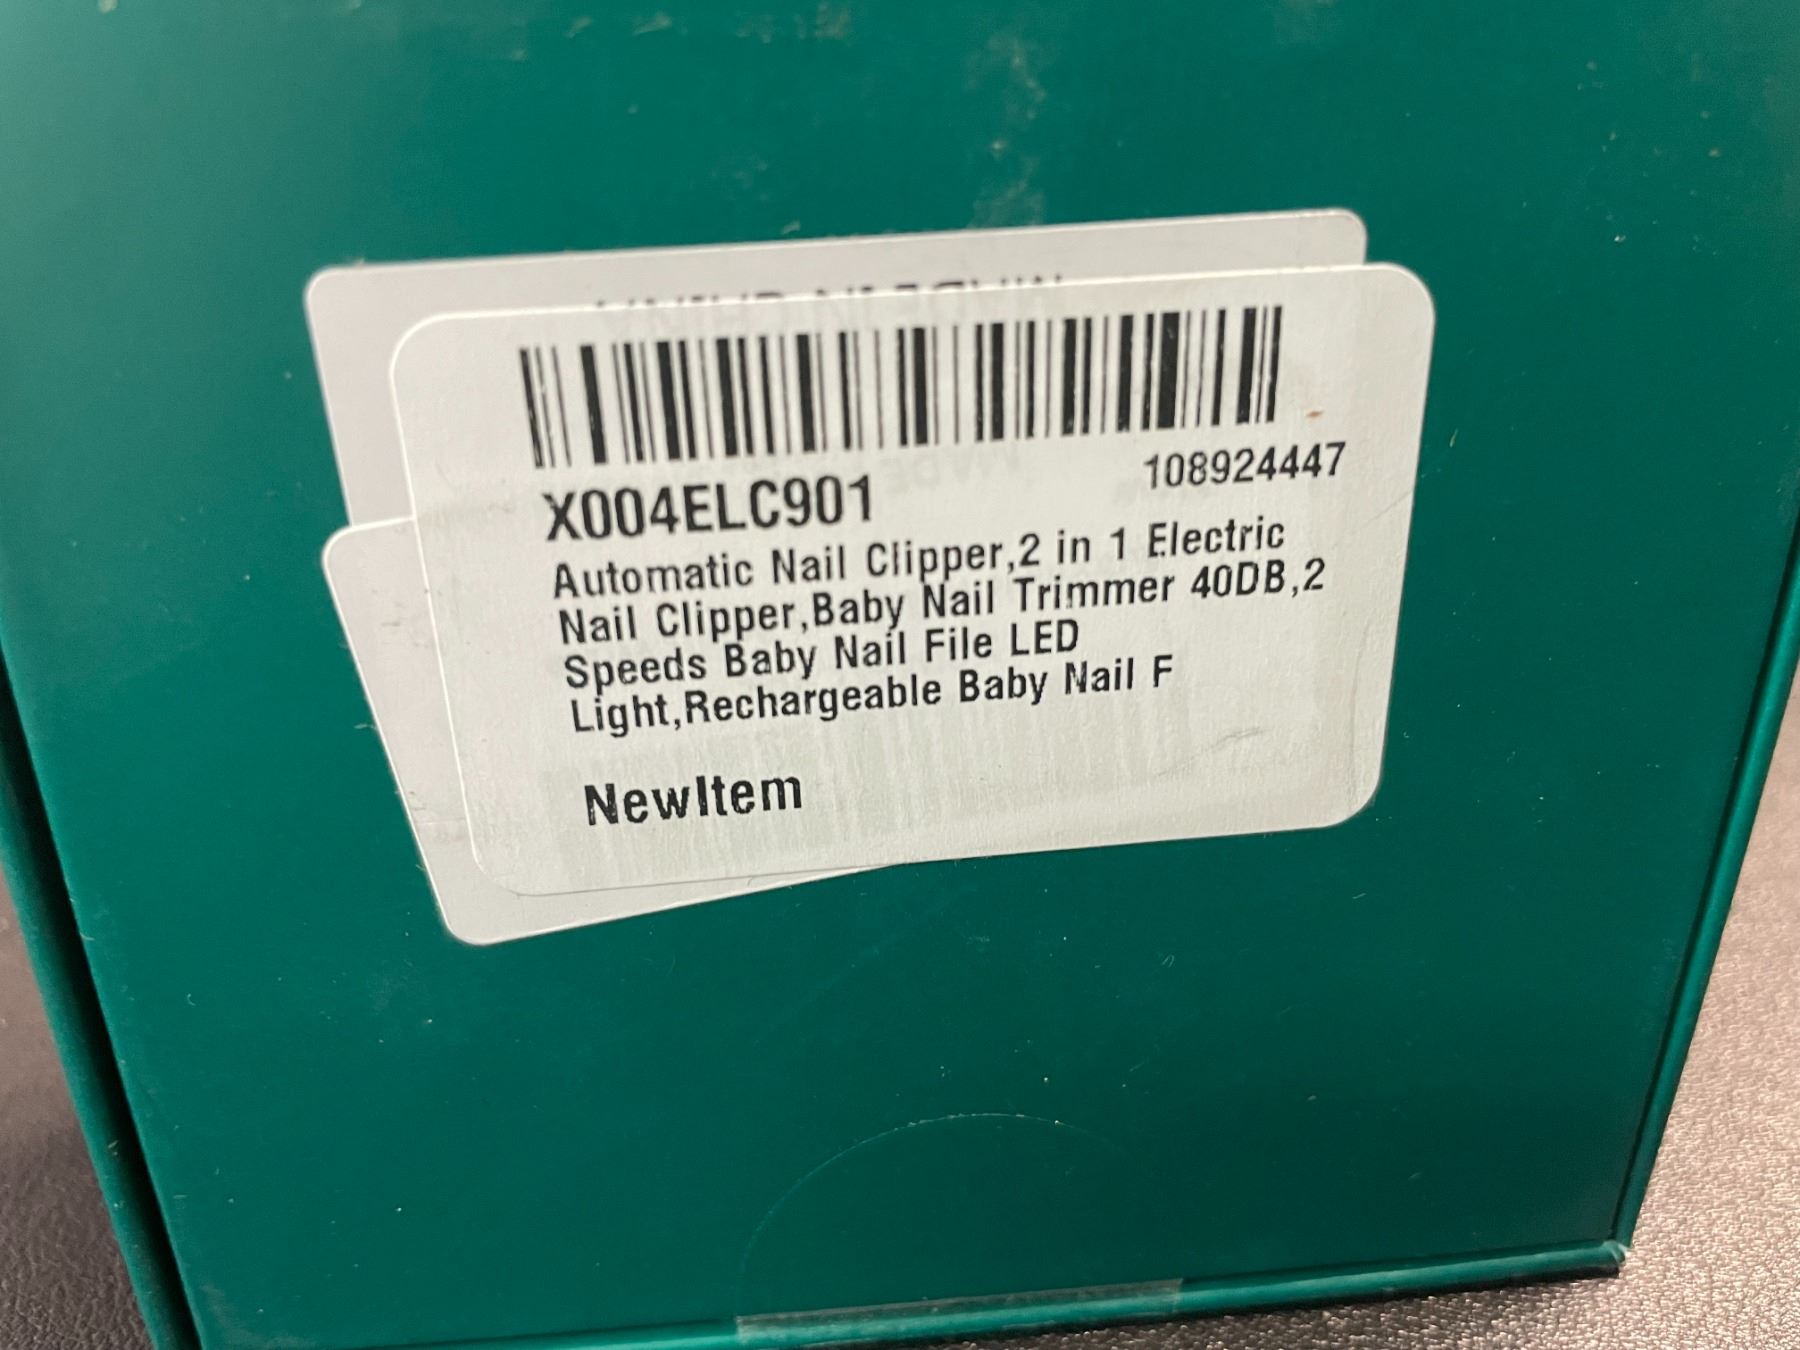 X004ELC901
108924447
Automatic Nail Clipper,2 in 1 Electric
Nail Clipper,Baby Nail Trimmer 40DB,2
Speeds Baby Nail File LED
Light,Rechargeable Baby Nail F
NewItem